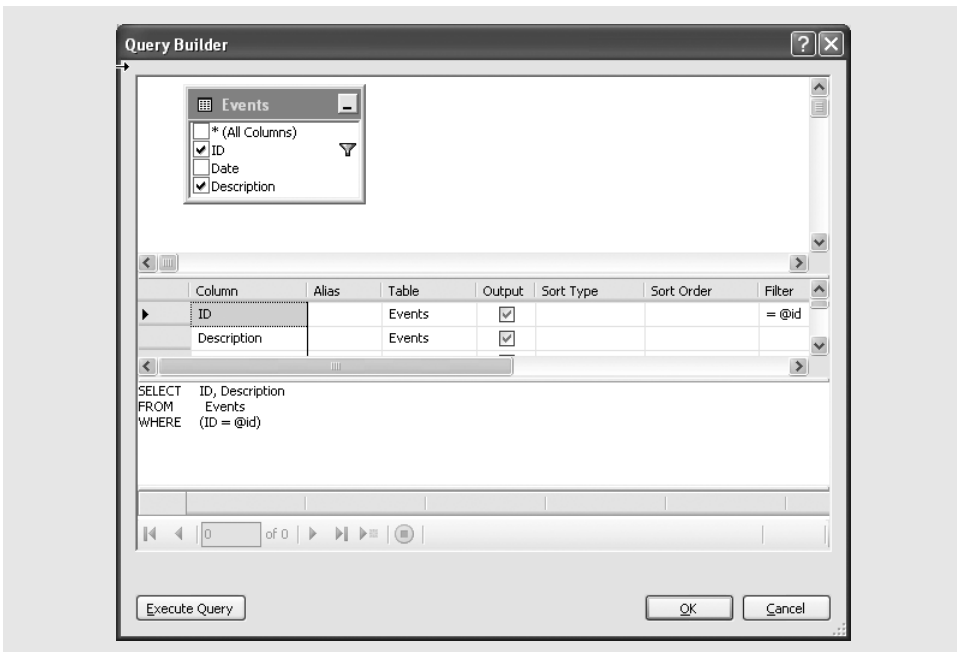 Query Builder
Events
* (All Columns)
ID
Date
Description
Column Alias Table Output Sort Type Sort Order Filter
ID Events = @id
Description Events
SELECT ID, Description
FROM Events
WHERE (ID = @id)
0 of 0
Execute Query OK Cancel